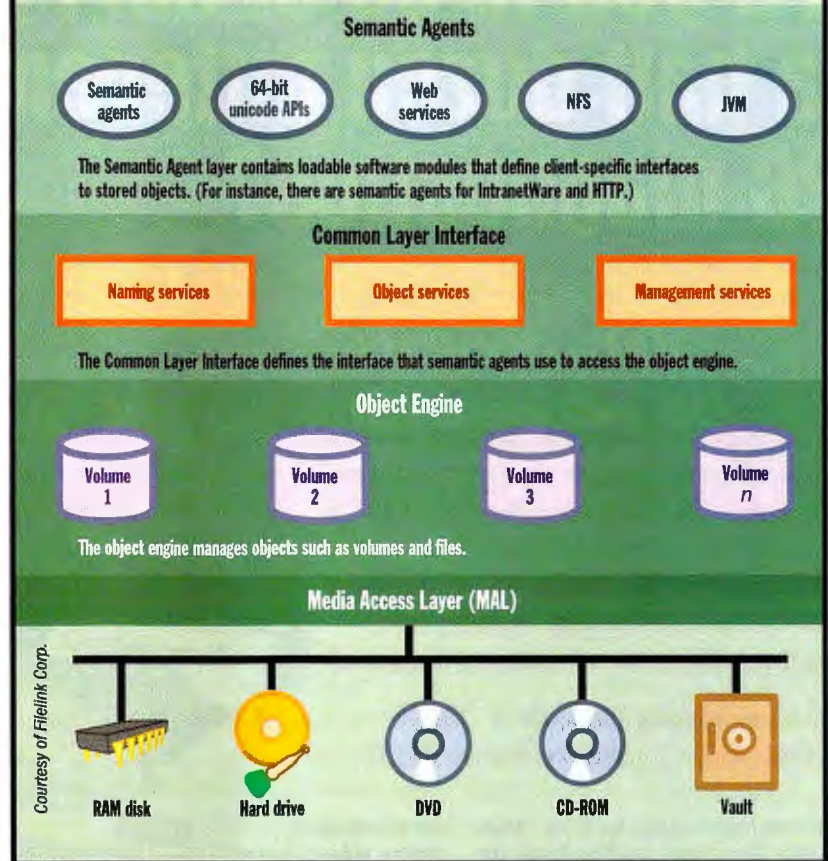 Semantic Agents
Semantic
agents
64-bit
unicode APIs
Web
services
NFS
JVM
The Semantic Agent layer contains loadable software modules that define client-specific interfaces
to stored objects. (For instance, there are semantic agents for IntranetWare and HTTP.)
Common Layer Interface
Naming services
Object services
Management services
The Common Layer Interface defines the interface that semantic agents use to access the object engine.
Object Engine
Volume
1
Volume
2
Volume
3
Volume
n
The object engine manages objects such as volumes and files.
Media Access Layer (MAL)
Courtesy of Filelink Corp.
RAM disk
Hard drive
DVD
CD-ROM
Vault